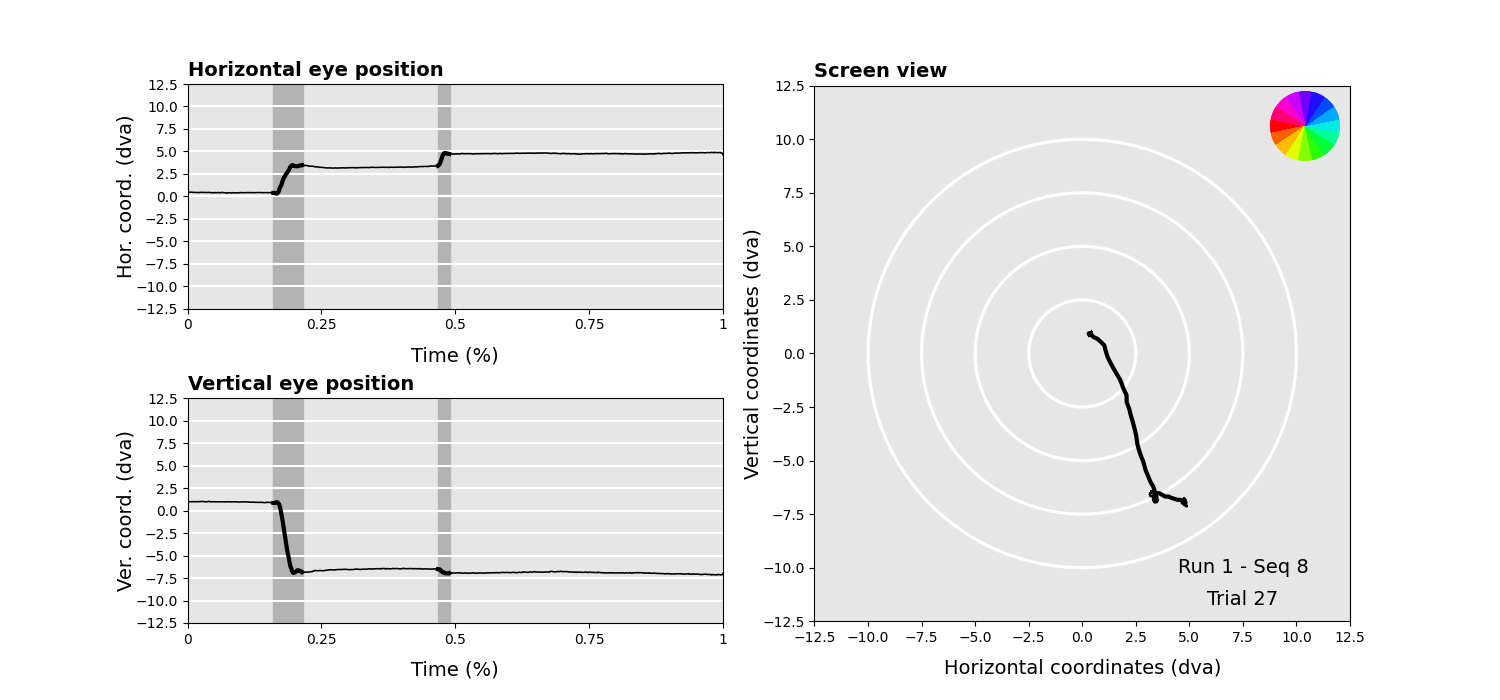 Horizontal eye position
Hor. coord. (dva)
12.5
10.0
7.5
5.0
2.5
0.0
−2.5
−5.0
−7.5
−10.0
−12.5
0 0.25 0.5 0.75 1
Time (%)
Vertical eye position
Ver. coord. (dva)
12.5
10.0
7.5
5.0
2.5
0.0
−2.5
−5.0
−7.5
−10.0
−12.5
0 0.25 0.5 0.75 1
Time (%)
Screen view
Vertical coordinates (dva)
12.5
10.0
7.5
5.0
2.5
0.0
−2.5
−5.0
−7.5
−10.0
−12.5
Run 1 - Seq 8
Trial 27
−12.5 −10.0 −7.5 −5.0 −2.5 0.0 2.5 5.0 7.5 10.0 12.5
Horizontal coordinates (dva)